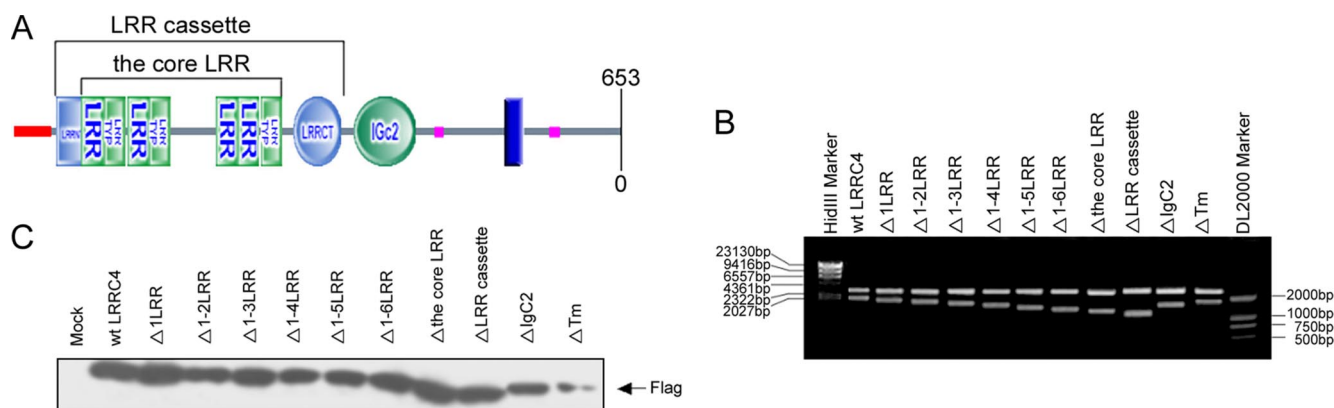 A
LRR cassette
the core LRR
LRRN
LRR
LRR
TYP
LRR
LRR
TYP
LRR
LRR
LRR
TYP
LRRCT
IGc2
653
0
B
HidIII Marker
wt LRRC4
△1LRR
△1-2LRR
△1-3LRR
△1-4LRR
△1-5LRR
△1-6LRR
△the core LRR
△LRR cassette
△IgC2
△Tm
DL2000 Marker
23130bp
9416bp
6557bp
4361bp
2322bp
2027bp
2000bp
1000bp
750bp
500bp
C
Mock
wt LRRC4
△1LRR
△1-2LRR
△1-3LRR
△1-4LRR
△1-5LRR
△1-6LRR
△the core LRR
△LRR cassette
△IgC2
△Tm
Flag